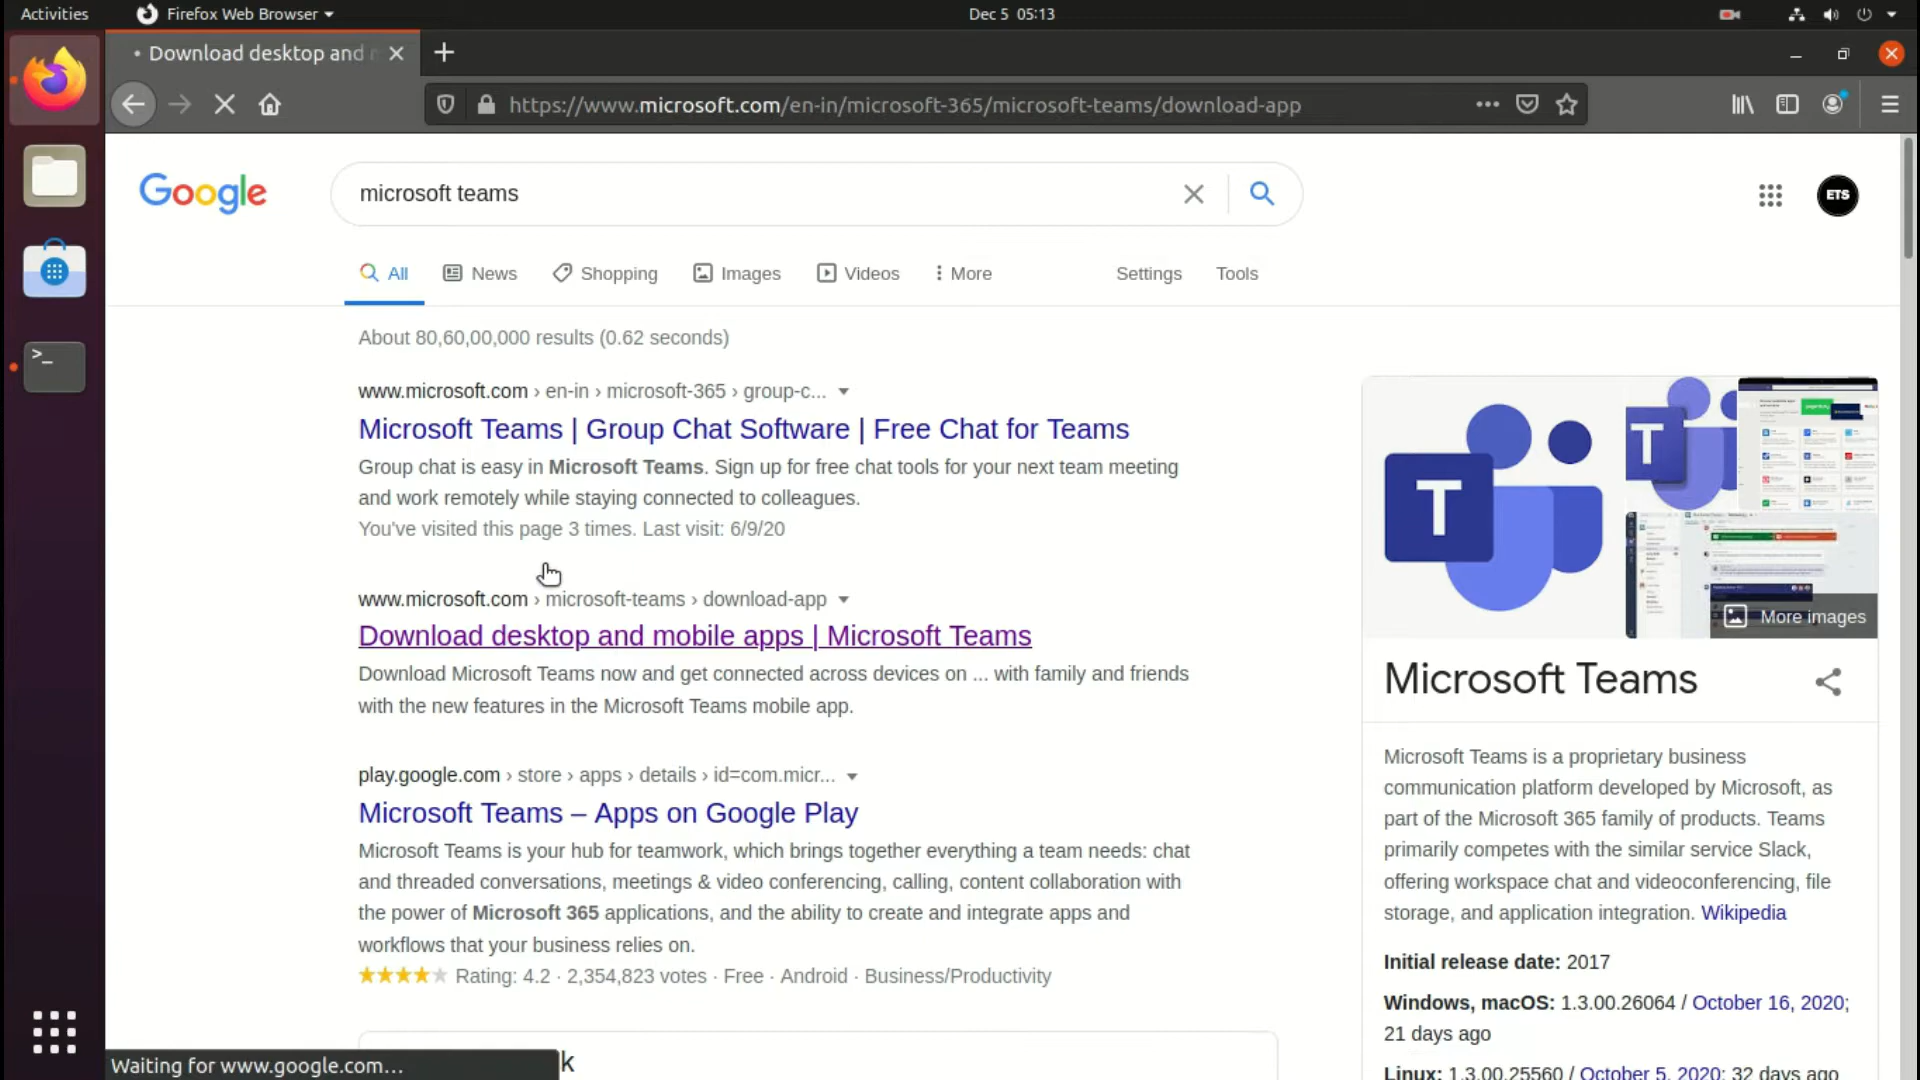 Activities Firefox Web Browser Dec 5 05:13
Download desktop and
https://www.microsoft.com/en-in/microsoft-365/microsoft-teams/download-app
Google microsoft teams ETS
All News Shopping Images Videos More Settings Tools
About 80,60,00,000 results (0.62 seconds)
www.microsoft.com › en-in › microsoft-365 › group-c...
Microsoft Teams | Group Chat Software | Free Chat for Teams
Group chat is easy in Microsoft Teams. Sign up for free chat tools for your next team meeting
and work remotely while staying connected to colleagues.
You've visited this page 3 times. Last visit: 6/9/20
www.microsoft.com › microsoft-teams › download-app
Download desktop and mobile apps | Microsoft Teams
Download Microsoft Teams now and get connected across devices on ... with family and friends
with the new features in the Microsoft Teams mobile app.
play.google.com › store › apps › details › id=com.micr...
Microsoft Teams – Apps on Google Play
Microsoft Teams is your hub for teamwork, which brings together everything a team needs: chat
and threaded conversations, meetings & video conferencing, calling, content collaboration with
the power of Microsoft 365 applications, and the ability to create and integrate apps and
workflows that your business relies on.
Rating: 4.2 · 2,354,823 votes · Free · Android · Business/Productivity
k
Waiting for www.google.com...
T
T
More images
Microsoft Teams
Microsoft Teams is a proprietary business
communication platform developed by Microsoft, as
part of the Microsoft 365 family of products. Teams
primarily competes with the similar service Slack,
offering workspace chat and videoconferencing, file
storage, and application integration. Wikipedia
Initial release date: 2017
Windows, macOS: 1.3.00.26064 / October 16, 2020;
21 days ago
Linux: 1.3.00.25560 / October 5, 2020; 32 days ago